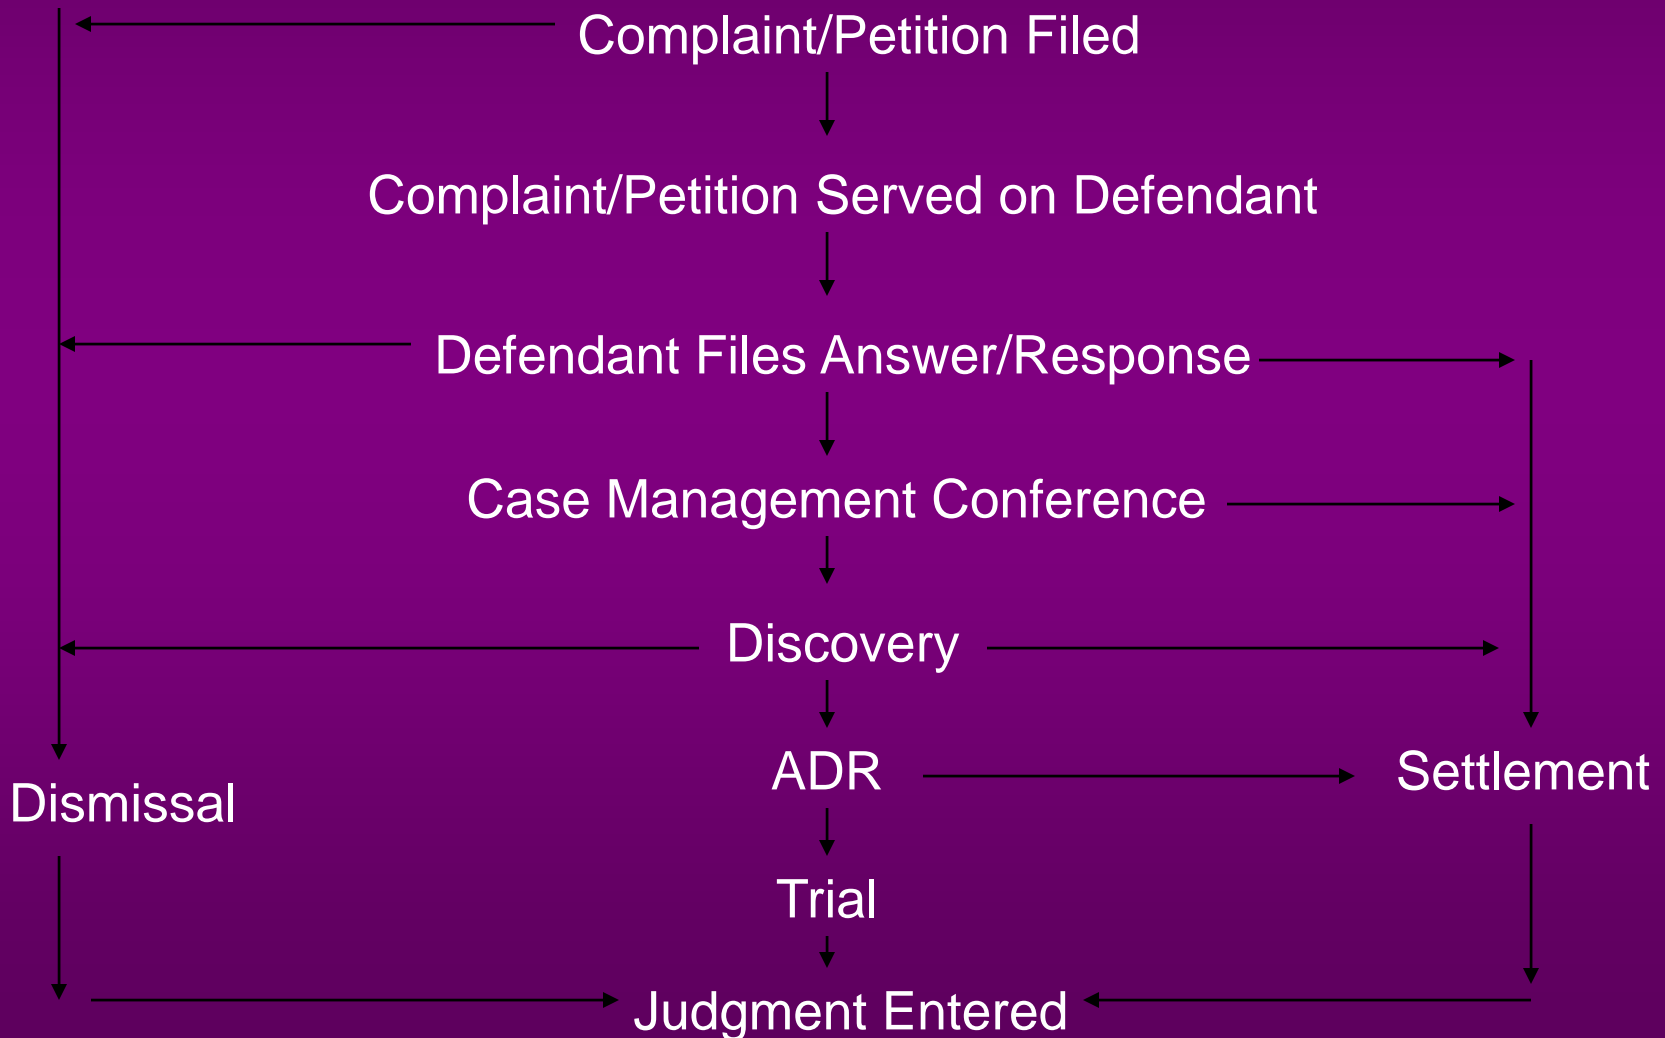 Complaint/Petition Filed
Complaint/Petition Served on Defendant
Defendant Files Answer/Response
Case Management Conference
Discovery
ADR
Settlement
Dismissal
Trial
Judgment Entered